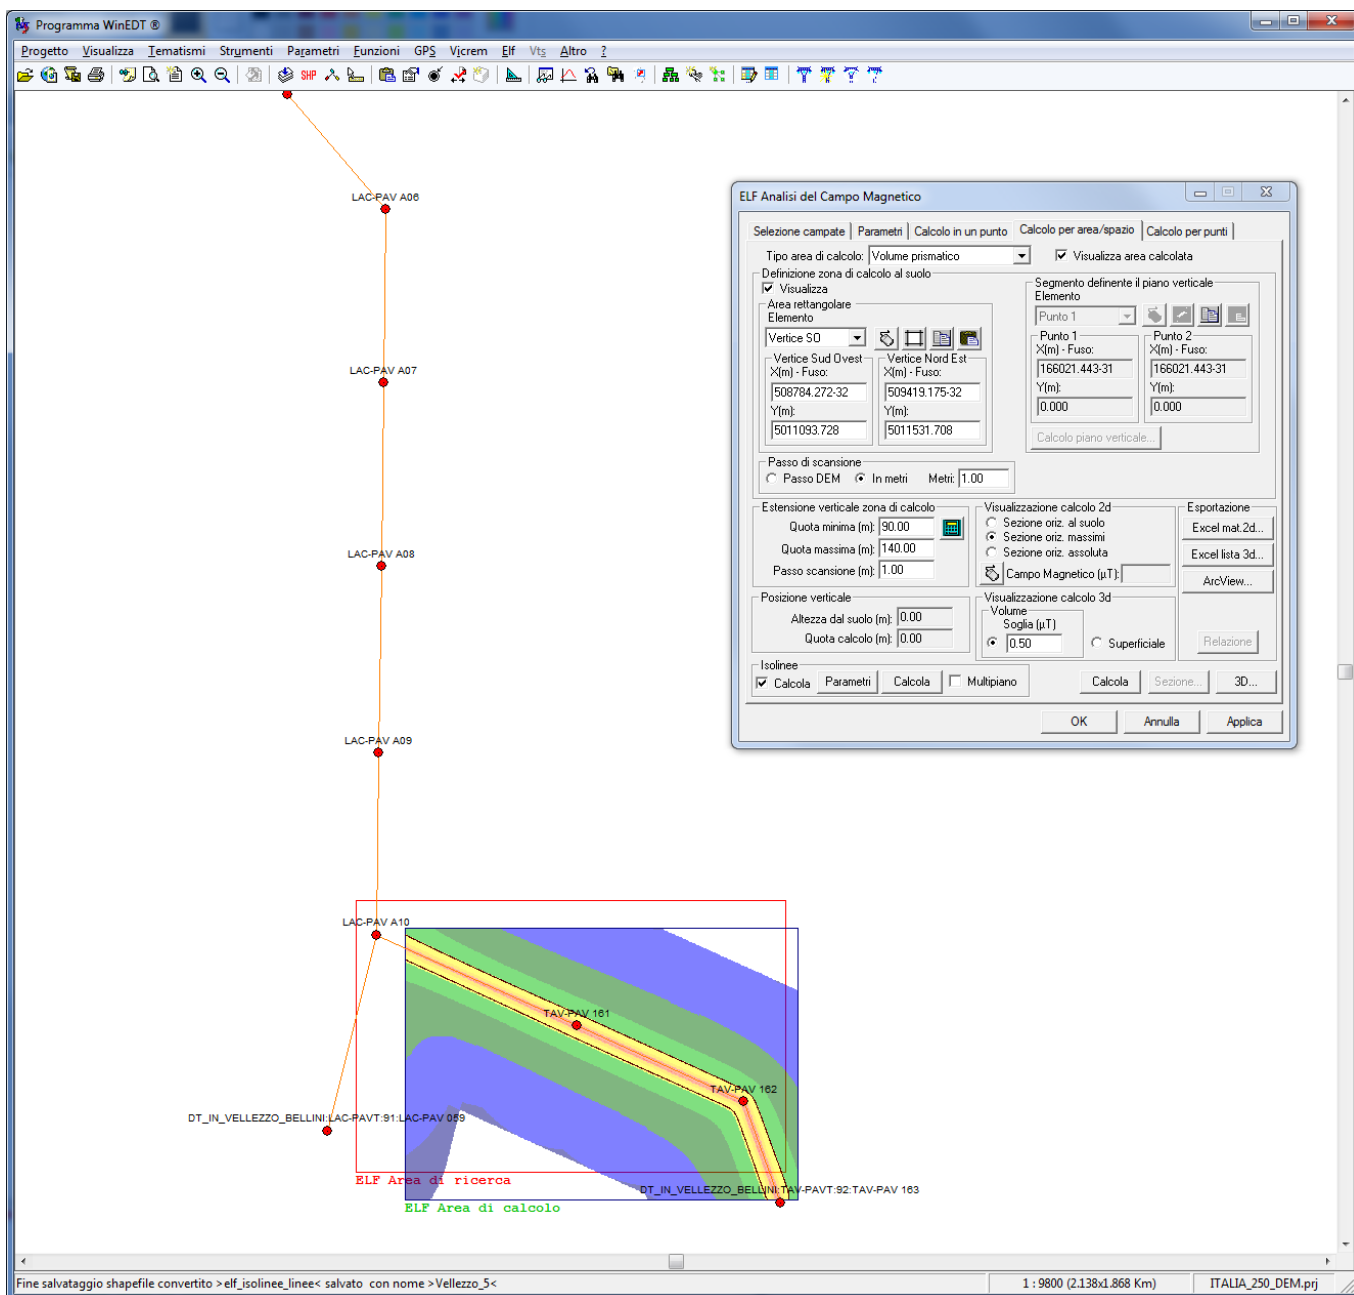 Programma WinEDT ®
Progetto Visualizza Tematismi Strumenti Parametri Funzioni GPS Vicrem Elf Vts Altro ?
SHP
LAC-PAV A06
LAC-PAV A07
LAC-PAV A08
LAC-PAV A09
LAC-PAV A10
TAV-PAV 161
TAV-PAV 162
DT_IN_VELLEZZO_BELLINI:LAC-PAVT:91:LAC-PAV 059
ELF Area di ricerca
DT_IN_VELLEZZO_BELLINI:TAV-PAVT:92:TAV-PAV 163
ELF Area di calcolo
ELF Analisi del Campo Magnetico
Selezione campate Parametri Calcolo in un punto Calcolo per area/spazio Calcolo per punti
Tipo area di calcolo: Volume prismatico Visualizza area calcolata
Definizione zona di calcolo al suolo
Visualizza
Area rettangolare
Elemento
Vertice SO
Vertice Sud Ovest Vertice Nord Est
X(m) - Fuso: X(m) - Fuso:
508784.272-32 509419.175-32
Y(m): Y(m):
5011093.728 5011531.708
Segmento definente il piano verticale
Elemento
Punto 1
Punto 1 Punto 2
X(m) - Fuso: X(m) - Fuso:
166021.443-31 166021.443-31
Y(m): Y(m):
0.000 0.000
Calcolo piano verticale...
Passo di scansione
Passo DEM In metri Metri: 1.00
Estensione verticale zona di calcolo
Quota minima (m): 90.00
Quota massima (m): 140.00
Passo scansione (m): 1.00
Visualizzazione calcolo 2d
Sezione oriz. al suolo
Sezione oriz. massimi
Sezione oriz. assoluta
Campo Magnetico (µT):
Esportazione
Excel mat.2d...
Excel lista 3d...
ArcView...
Relazione
Posizione verticale
Altezza dal suolo (m): 0.00
Quota calcolo (m): 0.00
Visualizzazione calcolo 3d
Volume
Soglia (µT)
0.50 Superficiale
Isolinee
Calcola Parametri Calcola Multipiano Calcola Sezione... 3D...
OK Annulla Applica
Fine salvataggio shapefile convertito >elf_isolinee_linee< salvato con nome >Vellezzo_5< 1 : 9800 (2.138x1.868 Km) ITALIA_250_DEM.prj